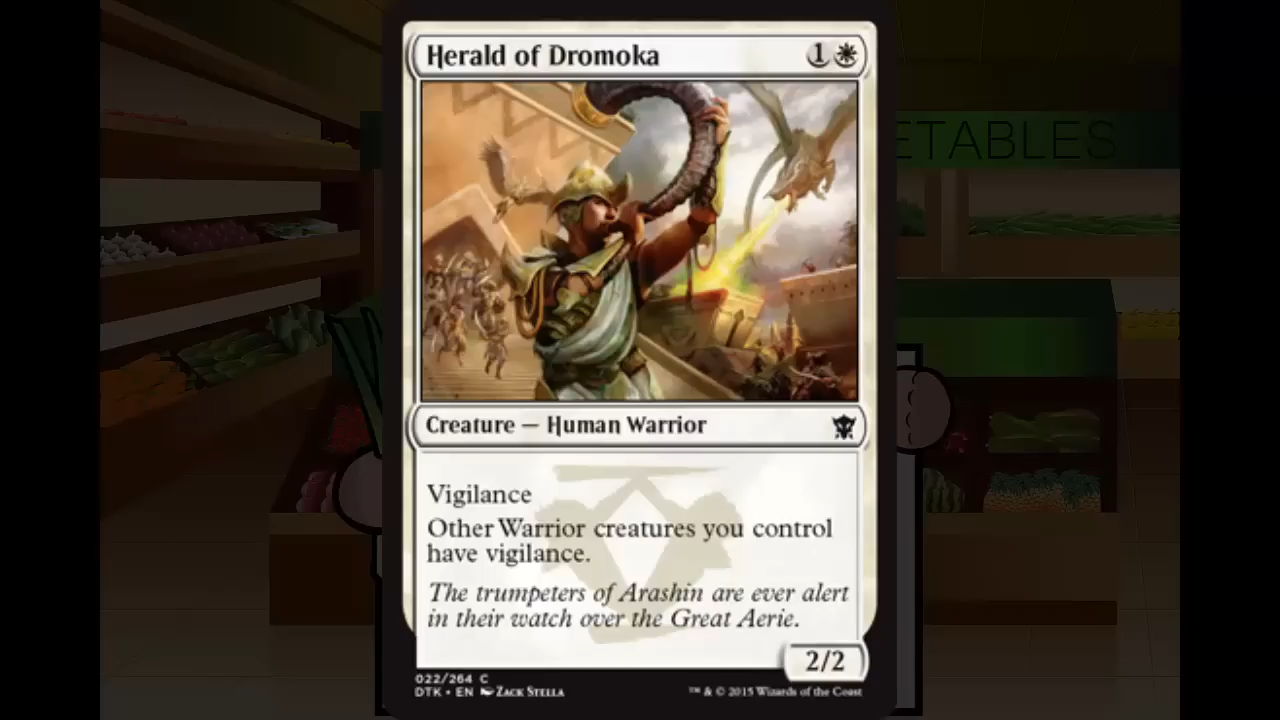 Herald of Dromoka
1
ETABLES
Creature — Human Warrior
Vigilance
Other Warrior creatures you control
have vigilance.
The trumpeters of Arashin are ever alert
in their watch over the Great Aerie.
2/2
022/264 C
DTK • EN Zack Stella
™ & © 2015 Wizards of the Coast